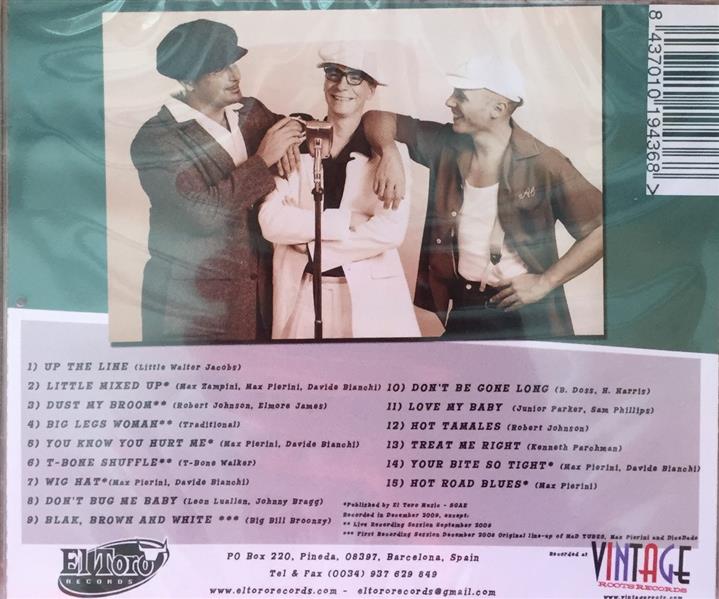 8 437010 194368 >
1) UP THE LINE (Little Walter Jacobs)
2) LITTLE MIXED UP* (Max Zampini, Max Pierini, Davide Bianchi)
3) DUST MY BROOM** (Robert Johnson, Elmore James)
4) BIG LEGS WOMAN** (Traditional)
5) YOU KNOW YOU HURT ME* (Max Pierini, Davide Bianchi)
6) T-BONE SHUFFLE** (T-Bone Walker)
7) WIG HAT*(Max Pierini, Davide Bianchi)
8) DON'T BUG ME BABY (Leon Luallen, Johnny Bragg)
9) BLAK, BROWN AND WHITE *** (Big Bill Broonzy)
10) DON'T BE GONE LONG (B. Doss, H. Harris)
11) LOVE MY BABY (Junior Parker, Sam Phillips)
12) HOT TAMALES (Robert Johnson)
13) TREAT ME RIGHT (Kenneth Parchman)
14) YOUR BITE SO TIGHT* (Max Pierini, Davide Bianchi)
15) HOT ROAD BLUES* (Max Pierini)
*Published by El Toro Music - SGAE
Recorded in December 2009, except:
** Live Recording Session September 2008
*** First Recording Session December 2006 Original line-up of MaD TUBES, Max Pierini and DiceDado
El Toro
RECORDS
PO Box 220, Pineda, 08397, Barcelona, Spain
Tel & Fax (0034) 937 629 849
www.eltororecords.com - eltororecords@gmail.com
Recorded at
VINTAGE
ROOTS RECORDS
www.vintageroots.com